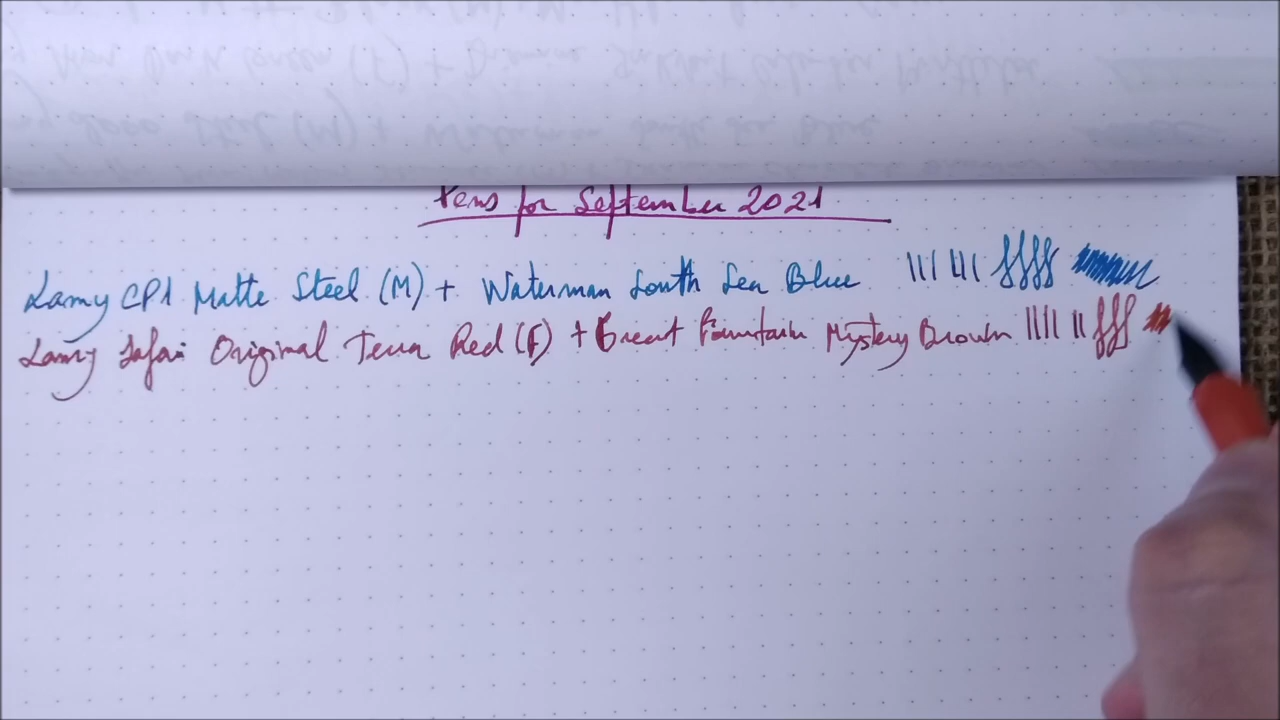 Pens for September 2021
Lamy CP1 Matte Steel (M) + Waterman South Sea Blue
Lamy Safari Original Terra Red (F) + Great Fountain Mystery Brown